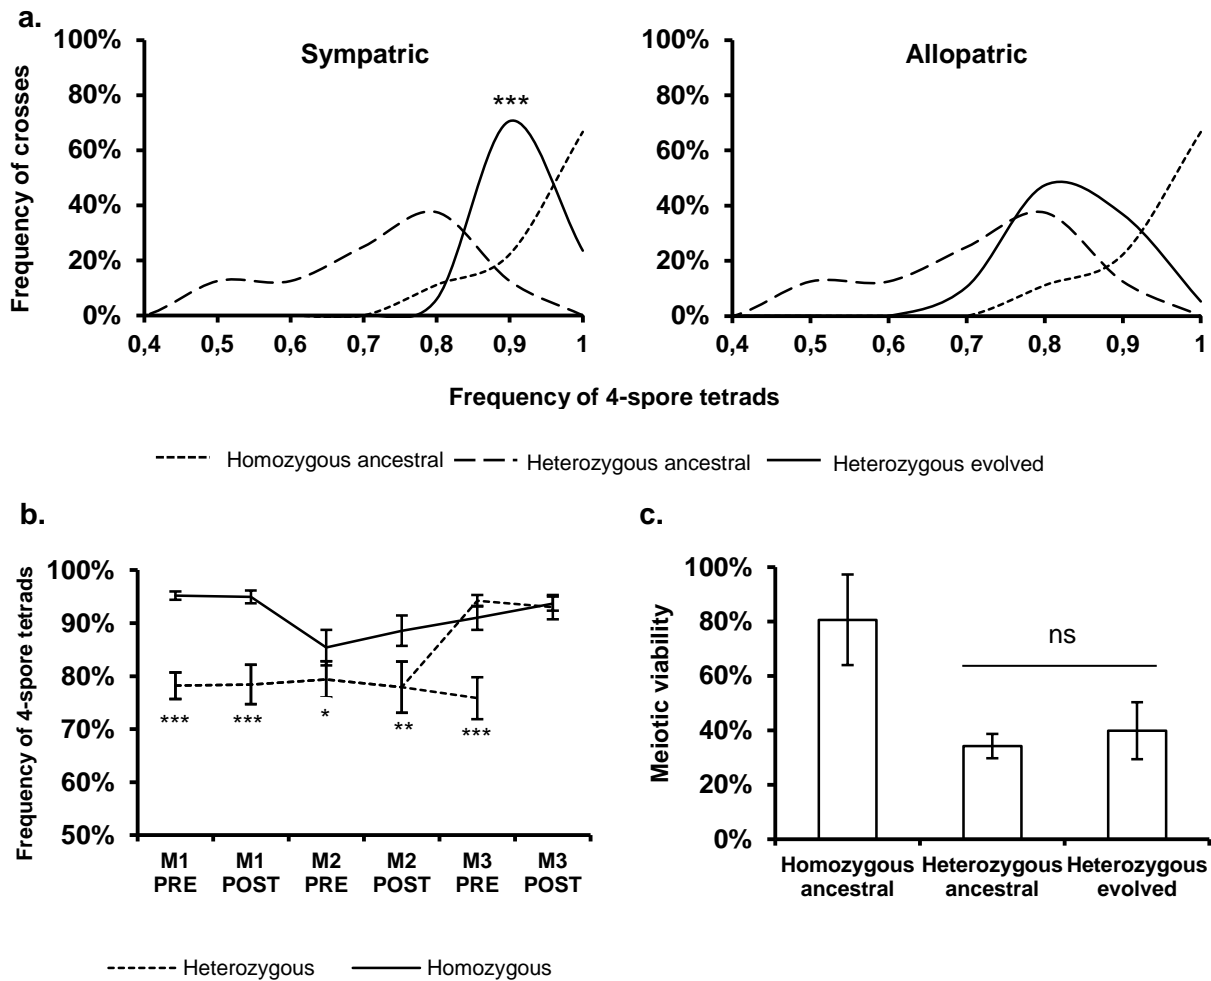 a.
Sympatric
Allopatric
Frequency of crosses
100%
80%
60%
40%
20%
0%
***
0,4 0,5 0,6 0,7 0,8 0,9 1
100%
80%
60%
40%
20%
0%
0,4 0,5 0,6 0,7 0,8 0,9 1
Frequency of 4-spore tetrads
Homozygous ancestral Heterozygous ancestral Heterozygous evolved
b.
Frequency of 4-spore tetrads
100%
90%
80%
70%
60%
50%
*** *** * ** ***
M1 M1 M2 M2 M3 M3
PRE POST PRE POST PRE POST
Heterozygous Homozygous
c.
Meiotic viability
100%
80%
60%
40%
20%
0%
ns
Homozygous Heterozygous Heterozygous
ancestral ancestral evolved